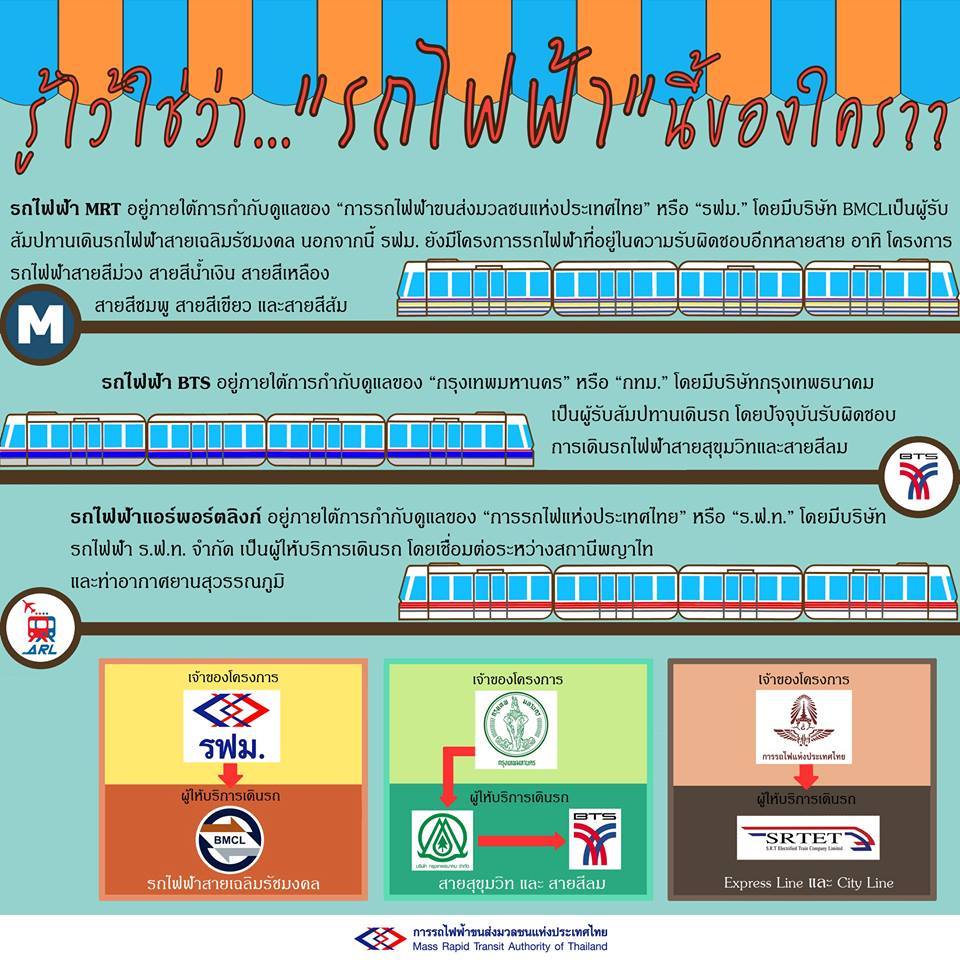 รู้ไว้ใช่ว่า... "รถไฟฟ้า" นี้ของใคร??
รถไฟฟ้า MRT อยู่ภายใต้การกำกับดูแลของ “การรถไฟฟ้าขนส่งมวลชนแห่งประเทศไทย” หรือ “รฟม.” โดยมีบริษัท BMCLเป็นผู้รับ
สัมปทานเดินรถไฟฟ้าสายเฉลิมรัชมงคล นอกจากนี้ รฟม. ยังมีโครงการรถไฟฟ้าที่อยู่ในความรับผิดชอบอีกหลายสาย อาทิ โครงการ
รถไฟฟ้าสายสีม่วง สายสีน้ำเงิน สายสีเหลือง
สายสีชมพู สายสีเขียว และสายสีส้ม
M
รถไฟฟ้า BTS อยู่ภายใต้การกำกับดูแลของ “กรุงเทพมหานคร” หรือ “กทม.” โดยมีบริษัทกรุงเทพธนาคม
เป็นผู้รับสัมปทานเดินรถ โดยปัจจุบันรับผิดชอบ
การเดินรถไฟฟ้าสายสุขุมวิทและสายสีลม
BTS
รถไฟฟ้าแอร์พอร์ตลิงก์ อยู่ภายใต้การกำกับดูแลของ “การรถไฟแห่งประเทศไทย” หรือ “ร.ฟ.ท.” โดยมีบริษัท
รถไฟฟ้า ร.ฟ.ท. จำกัด เป็นผู้ให้บริการเดินรถ โดยเชื่อมต่อระหว่างสถานีพญาไท
และท่าอากาศยานสุวรรณภูมิ
ARL
เจ้าของโครงการ
รฟม.
ผู้ให้บริการเดินรถ
BMCL
รถไฟฟ้าสายเฉลิมรัชมงคล
เจ้าของโครงการ
กรุงเทพมหานคร
กรุงเทพมหานคร
ผู้ให้บริการเดินรถ
บริษัท กรุงเทพธนาคม จำกัด
BTS
สายสุขุมวิท และ สายสีลม
เจ้าของโครงการ
การรถไฟแห่งประเทศไทย
ผู้ให้บริการเดินรถ
SRTET
S.R.T Electrified Train Company Limited
Express Line และ City Line
การรถไฟฟ้าขนส่งมวลชนแห่งประเทศไทย
Mass Rapid Transit Authority of Thailand